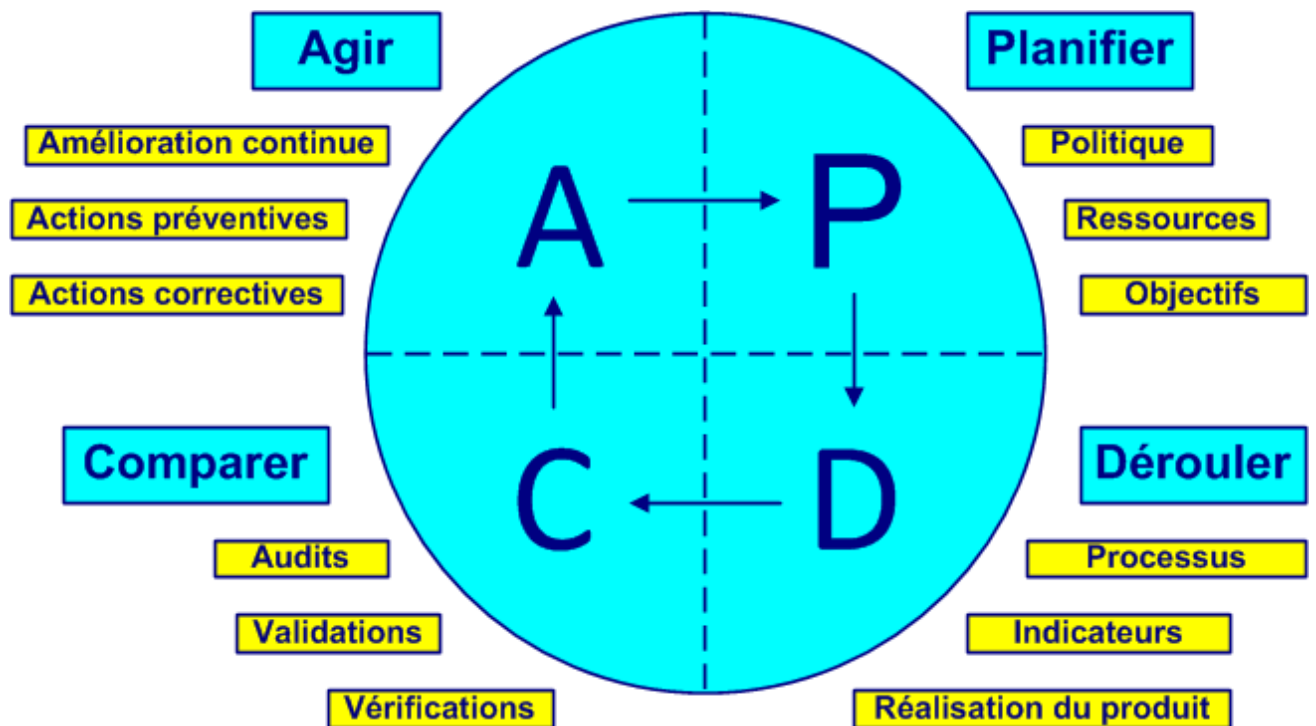 Agir
Planifier
Amélioration continue
Politique
Actions préventives
Ressources
Actions correctives
Objectifs
A
P
C
D
Comparer
Dérouler
Audits
Processus
Validations
Indicateurs
Vérifications
Réalisation du produit